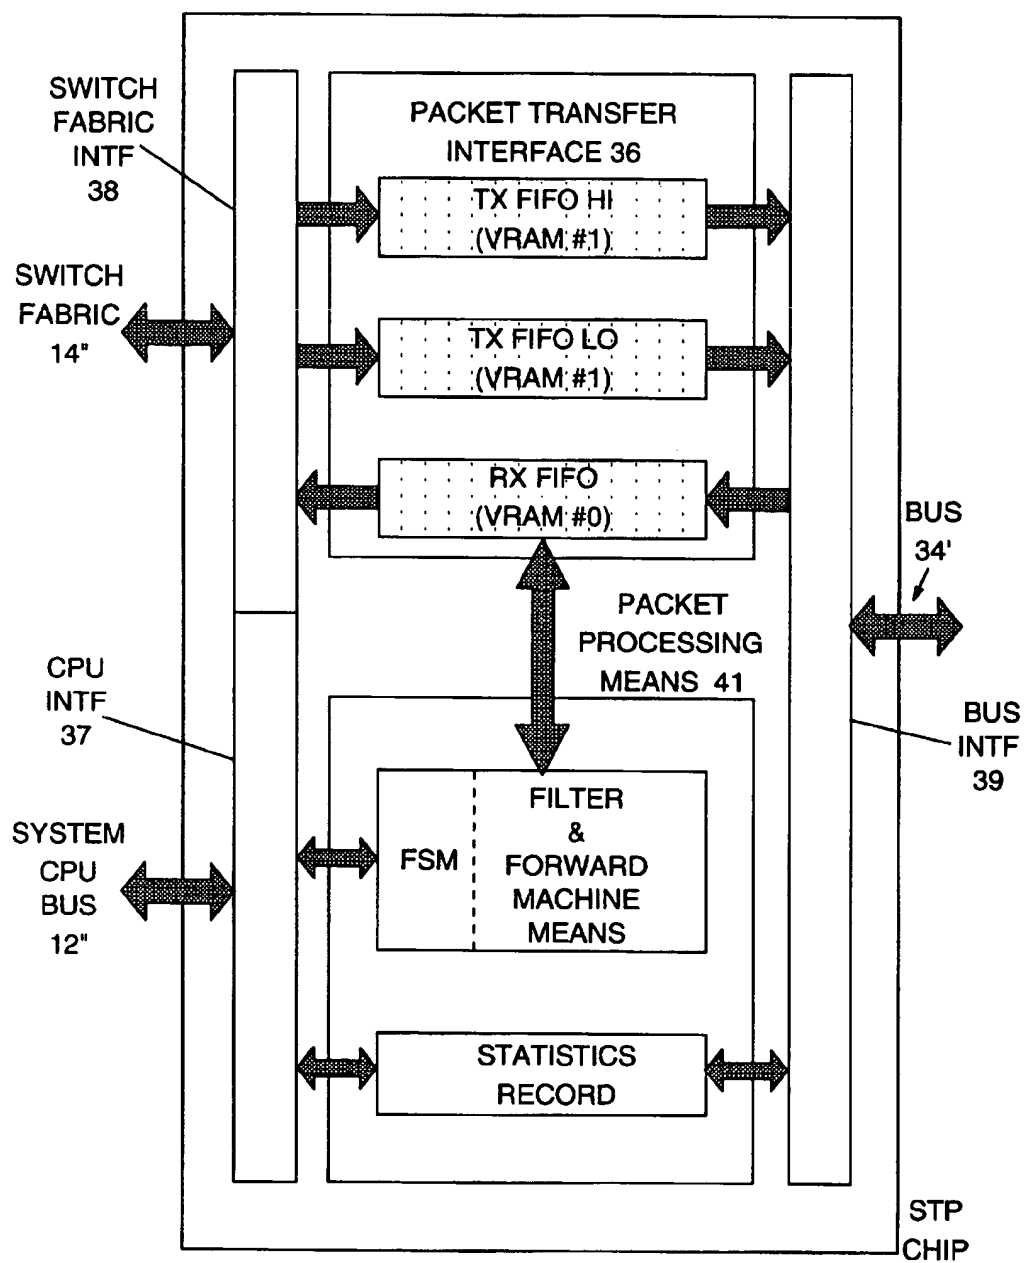 SWITCH
FABRIC
INTF
38
PACKET TRANSFER
INTERFACE 36
TX FIFO HI
(VRAM #1)
SWITCH
FABRIC
14"
TX FIFO LO
(VRAM #1)
RX FIFO
(VRAM #0)
BUS
34'
PACKET
PROCESSING
MEANS 41
CPU
INTF
37
BUS
INTF
39
SYSTEM
CPU
BUS
12"
FSM
FILTER
&
FORWARD
MACHINE
MEANS
STATISTICS
RECORD
STP
CHIP